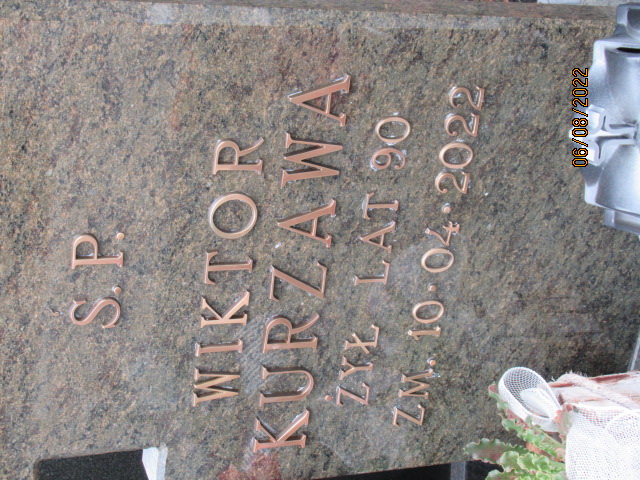 S.P.
WIKTOR
KURZAWA
ŻYŁ LAT 90
ZM. 10.04.2022
06/08/2022